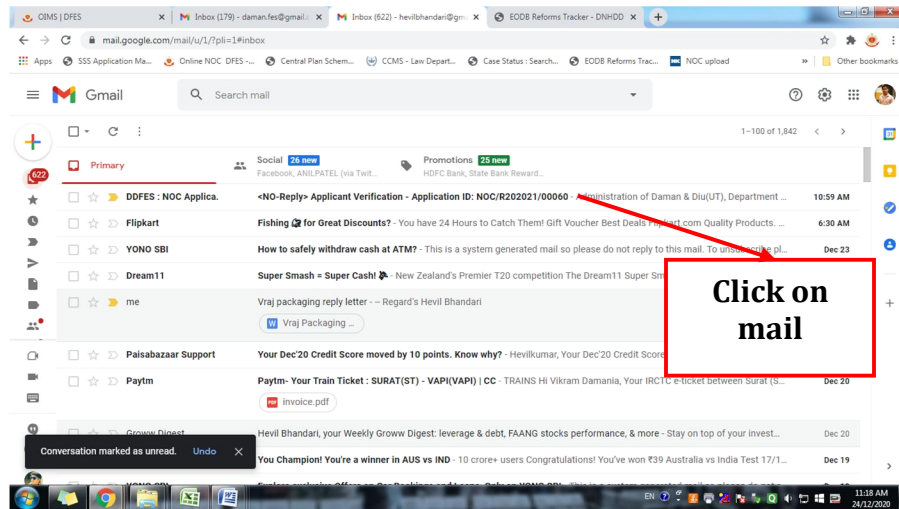 OIMS | DFES
Inbox (179) - daman.fes@gmail.
Inbox (622) - hevilbhandari@gm
EODB Reforms Tracker - DNHDD
mail.google.com/mail/u/1/?pli=1#inbox
Apps SSS Application Ma... Online NOC DFES -... Central Plan Schem... CCMS - Law Depart... Case Status : Search... EODB Reforms Trac... NOC upload » Other bookmarks
Gmail
Search mail
1–100 of 1,842
622
Primary
Social 26 new
Facebook, ANILPATEL (via Twit...
Promotions 25 new
HDFC Bank, State Bank Reward...
DDFES : NOC Applica. <NO-Reply> Applicant Verification - Application ID: NOC/R202021/00060 - Administration of Daman & Diu(UT), Department ... 10:59 AM
Flipkart Fishing for Great Discounts? - You have 24 Hours to Catch Them! Gift Voucher Best Deals Flipkart.com Quality Products. ... 6:30 AM
YONO SBI How to safely withdraw cash at ATM? - This is a system generated mail so please do not reply to this mail. To unsubscribe pl... Dec 23
Dream11 Super Smash = Super Cash! - New Zealand's Premier T20 competition The Dream11 Super Sm
me Vraj packaging reply letter - -- Regard's Hevil Bhandari
W Vraj Packaging ...
Click on
mail
Paisabazaar Support Your Dec'20 Credit Score moved by 10 points. Know why? - Hevilkumar, Your Dec'20 Credit Score
Paytm Paytm- Your Train Ticket : SURAT(ST) - VAPI(VAPI) | CC - TRAINS Hi Vikram Damania, Your IRCTC e-ticket between Surat (S... Dec 20
invoice.pdf
Groww Digest Hevil Bhandari, your Weekly Groww Digest: leverage & debt, FAANG stocks performance, & more - Stay on top of your invest... Dec 20
Conversation marked as unread. Undo
You Champion! You're a winner in AUS vs IND - 10 crore+ users Congratulations! You've won ₹39 Australia vs India Test 17/1... Dec 19
EN
11:18 AM
24/12/2020